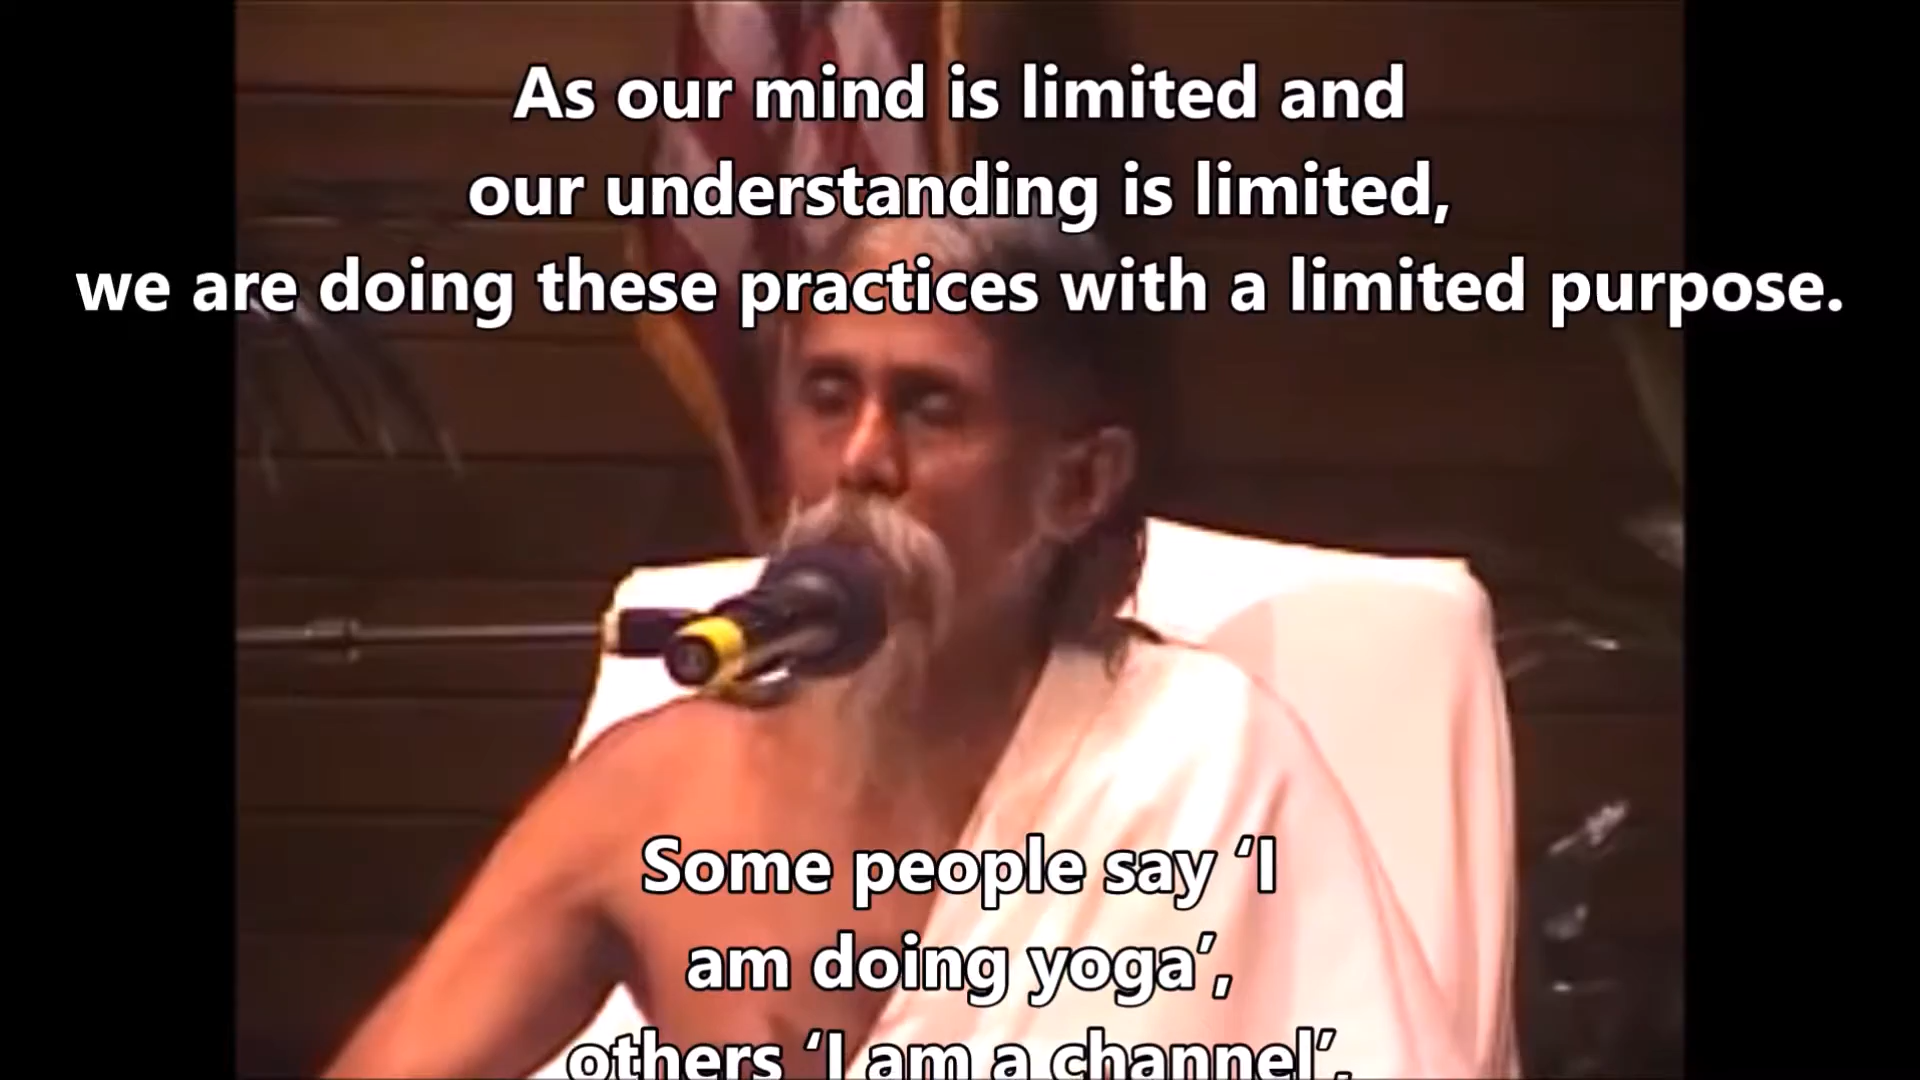 As our mind is limited and
our understanding is limited,
we are doing these practices with a limited purpose.
Some people say ‘I
am doing yoga’,
others ‘I am a channel’,